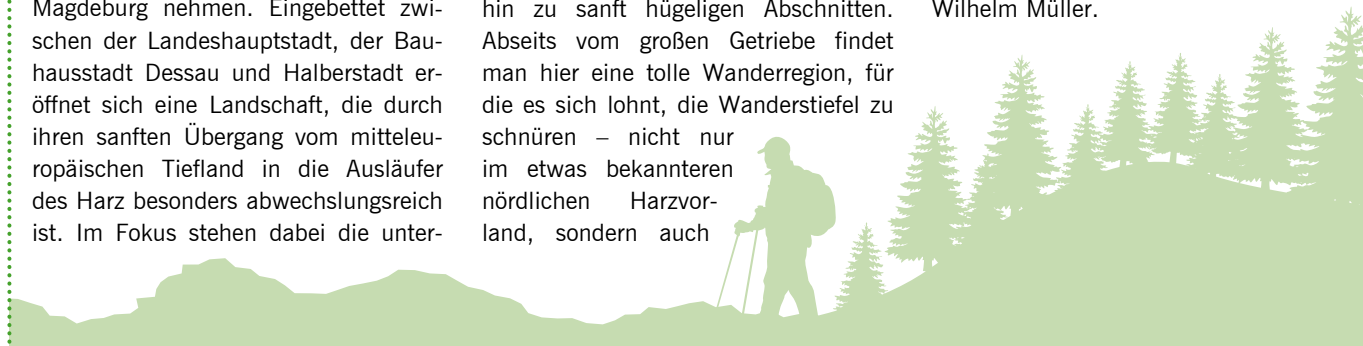 Magdeburg nehmen. Eingebettet zwi-
schen der Landeshauptstadt, der Bau-
hausstadt Dessau und Halberstadt er-
öffnet sich eine Landschaft, die durch
ihren sanften Übergang vom mitteleu-
ropäischen Tiefland in die Ausläufer
des Harz besonders abwechslungsreich
ist. Im Fokus stehen dabei die unter-
hin zu sanft hügeligen Abschnitten.
Abseits vom großen Getriebe findet
man hier eine tolle Wanderregion, für
die es sich lohnt, die Wanderstiefel zu
schnüren – nicht nur
im etwas bekannteren
nördlichen Harzvor-
land, sondern auch
Wilhelm Müller.